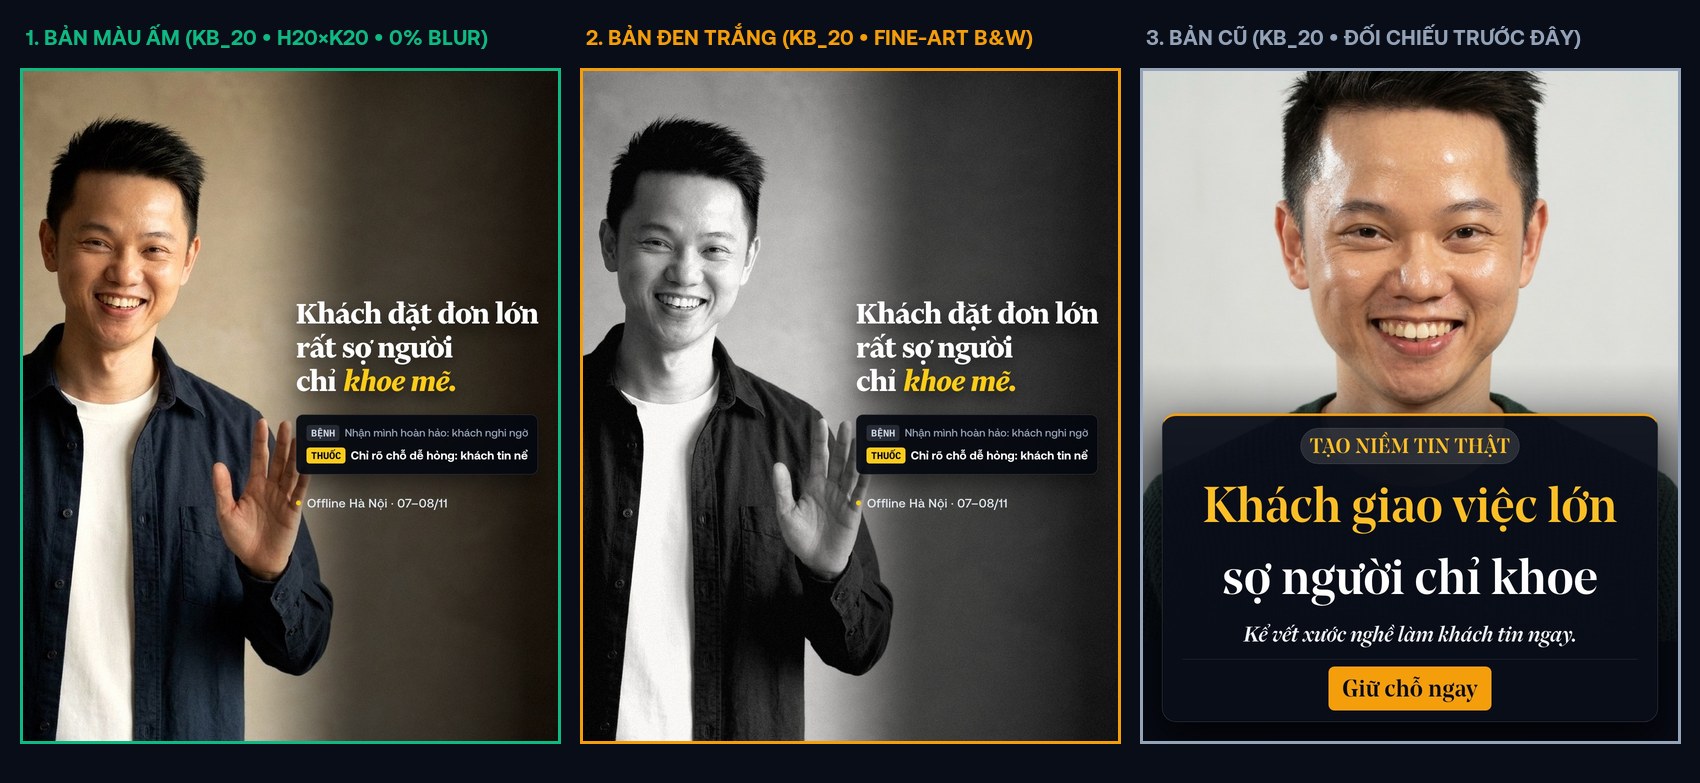 1. BẢN MÀU ẤM (KB_20 • H20×K20 • 0% BLUR)
Khách đặt đơn lớn
rất sợ người
chỉ khoe mẽ.
BỆNH Nhận mình hoàn hảo: khách nghi ngờ
THUỐC Chỉ rõ chỗ dễ hỏng: khách tin nể
Offline Hà Nội · 07–08/11
2. BẢN ĐEN TRẮNG (KB_20 • FINE-ART B&W)
Khách đặt đơn lớn
rất sợ người
chỉ khoe mẽ.
BỆNH Nhận mình hoàn hảo: khách nghi ngờ
THUỐC Chỉ rõ chỗ dễ hỏng: khách tin nể
Offline Hà Nội · 07–08/11
3. BẢN CŨ (KB_20 • ĐỐI CHIẾU TRƯỚC ĐÂY)
TẠO NIỀM TIN THẬT
Khách giao việc lớn
sợ người chỉ khoe
Kể vết xước nghề làm khách tin ngay.
Giữ chỗ ngay